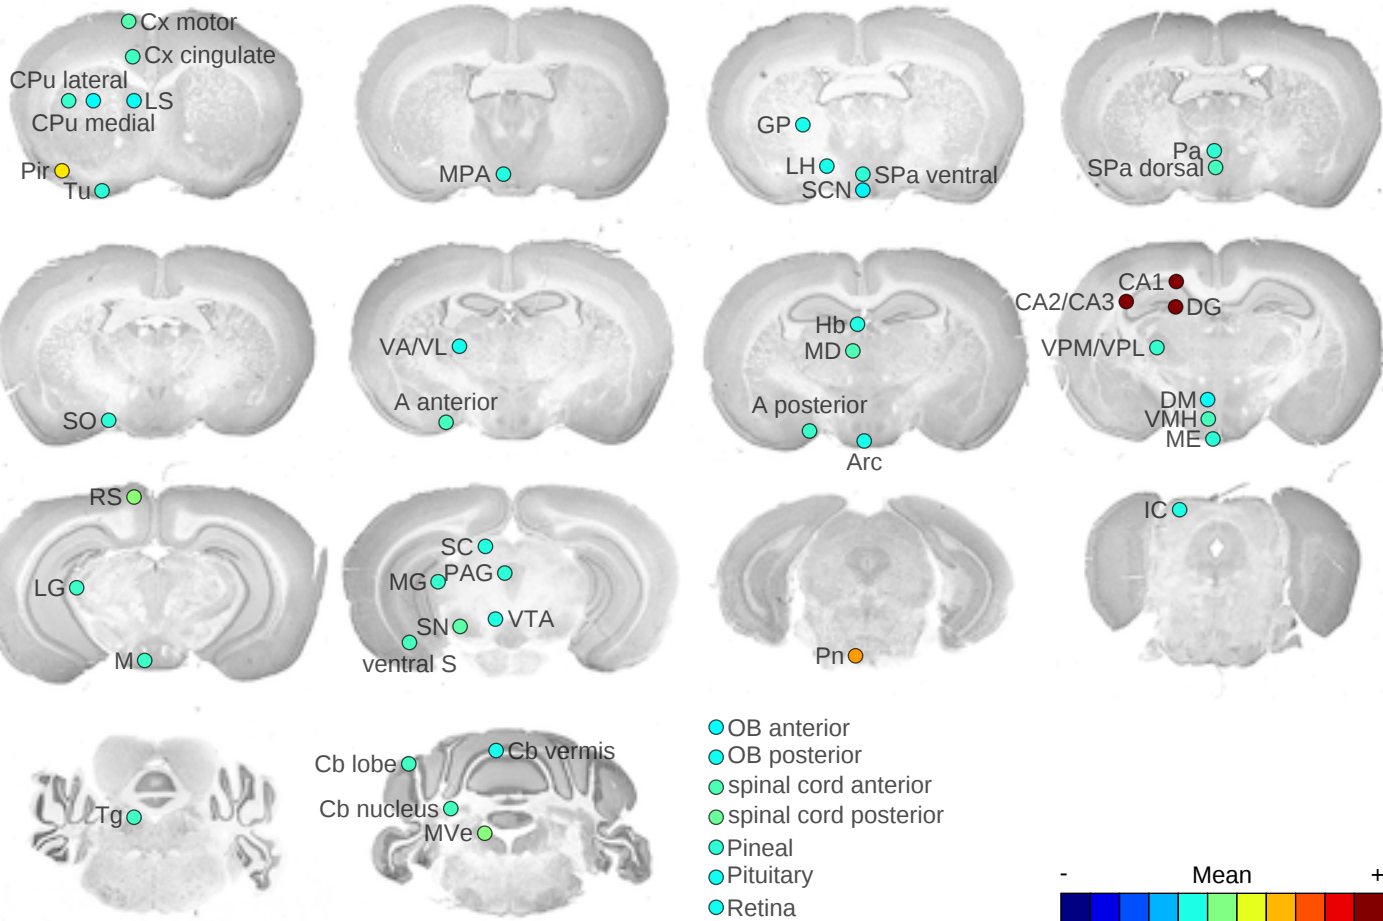 Cx motor
Cx cingulate
CPu lateral
LS
CPu medial
Pir
Tu
MPA
GP
LH
SPa ventral
SCN
Pa
SPa dorsal
SO
VA/VL
A anterior
Hb
MD
A posterior
Arc
CA1
CA2/CA3
DG
VPM/VPL
DM
VMH
ME
RS
LG
M
SC
MG
PAG
SN
VTA
ventral S
Pn
IC
Tg
Cb lobe
Cb vermis
Cb nucleus
MVe
OB anterior
OB posterior
spinal cord anterior
spinal cord posterior
Pineal
Pituitary
Retina
- Mean +